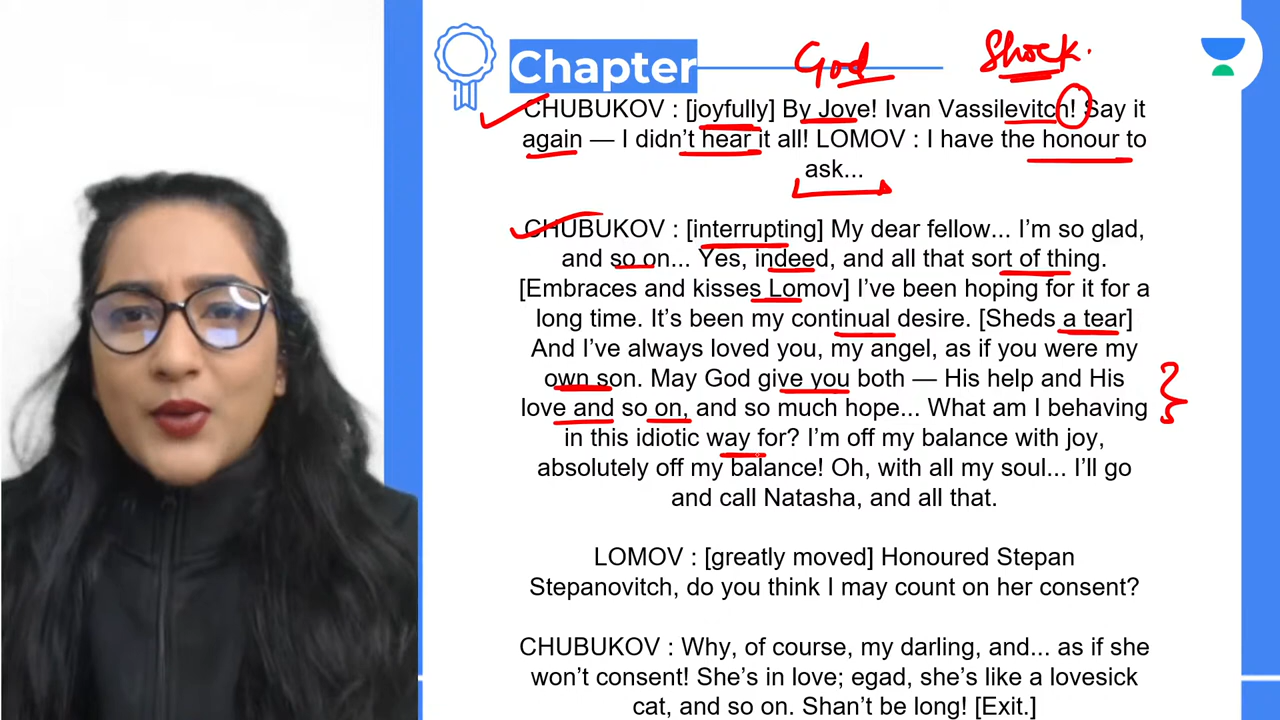 God
Shock.
Chapter
CHUBUKOV : [joyfully] By Jove! Ivan Vassilevitch! Say it
again — I didn't hear it all! LOMOV : I have the honour to
ask...
CHUBUKOV : [interrupting] My dear fellow... I'm so glad,
and so on... Yes, indeed, and all that sort of thing.
[Embraces and kisses Lomov] I've been hoping for it for a
long time. It's been my continual desire. [Sheds a tear]
And I've always loved you, my angel, as if you were my
own son. May God give you both — His help and His
love and so on, and so much hope... What am I behaving
in this idiotic way for? I'm off my balance with joy,
absolutely off my balance! Oh, with all my soul... I'll go
and call Natasha, and all that.
LOMOV : [greatly moved] Honoured Stepan
Stepanovitch, do you think I may count on her consent?
CHUBUKOV : Why, of course, my darling, and... as if she
won't consent! She's in love; egad, she's like a lovesick
cat, and so on. Shan't be long! [Exit.]